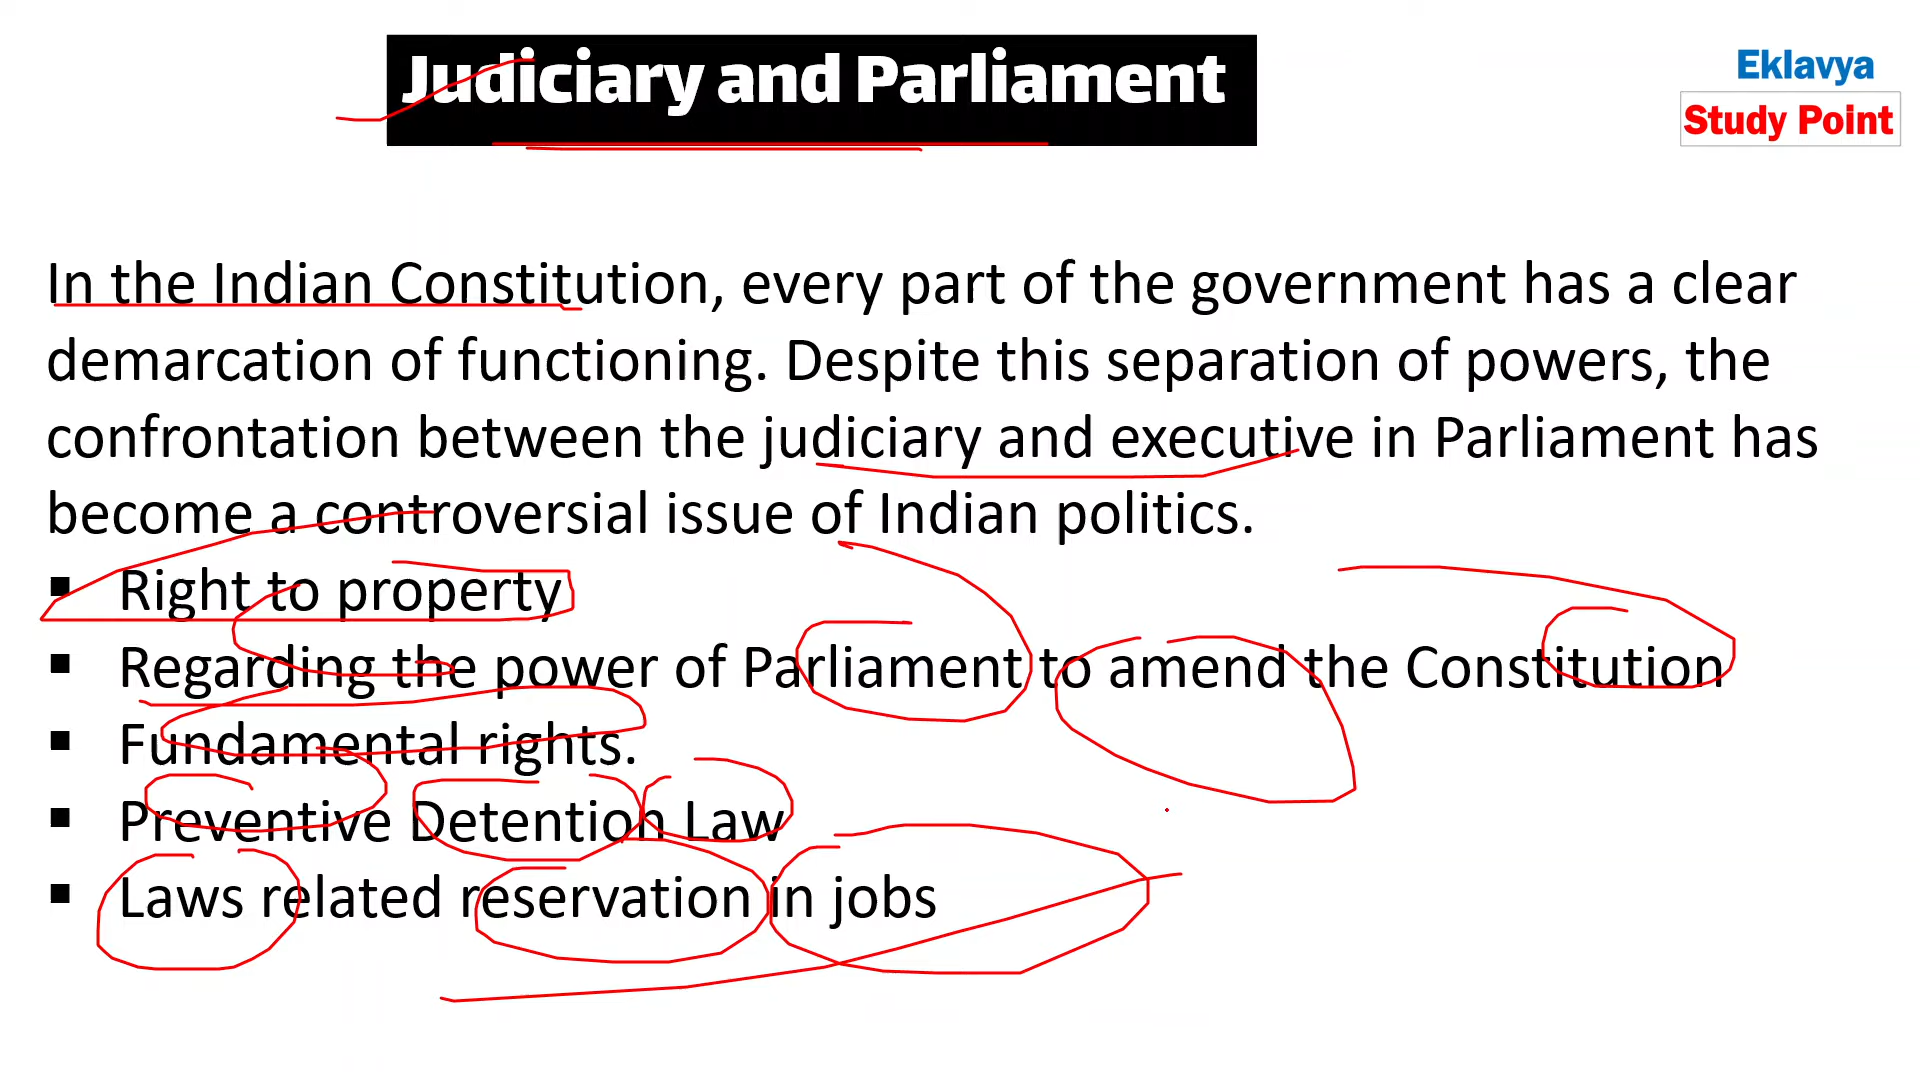 Judiciary and Parliament
Eklavya
Study Point
In the Indian Constitution, every part of the government has a clear
demarcation of functioning. Despite this separation of powers, the
confrontation between the judiciary and executive in Parliament has
become a controversial issue of Indian politics.
▪ Right to property
▪ Regarding the power of Parliament to amend the Constitution
▪ Fundamental rights.
▪ Preventive Detention Law
▪ Laws related reservation in jobs